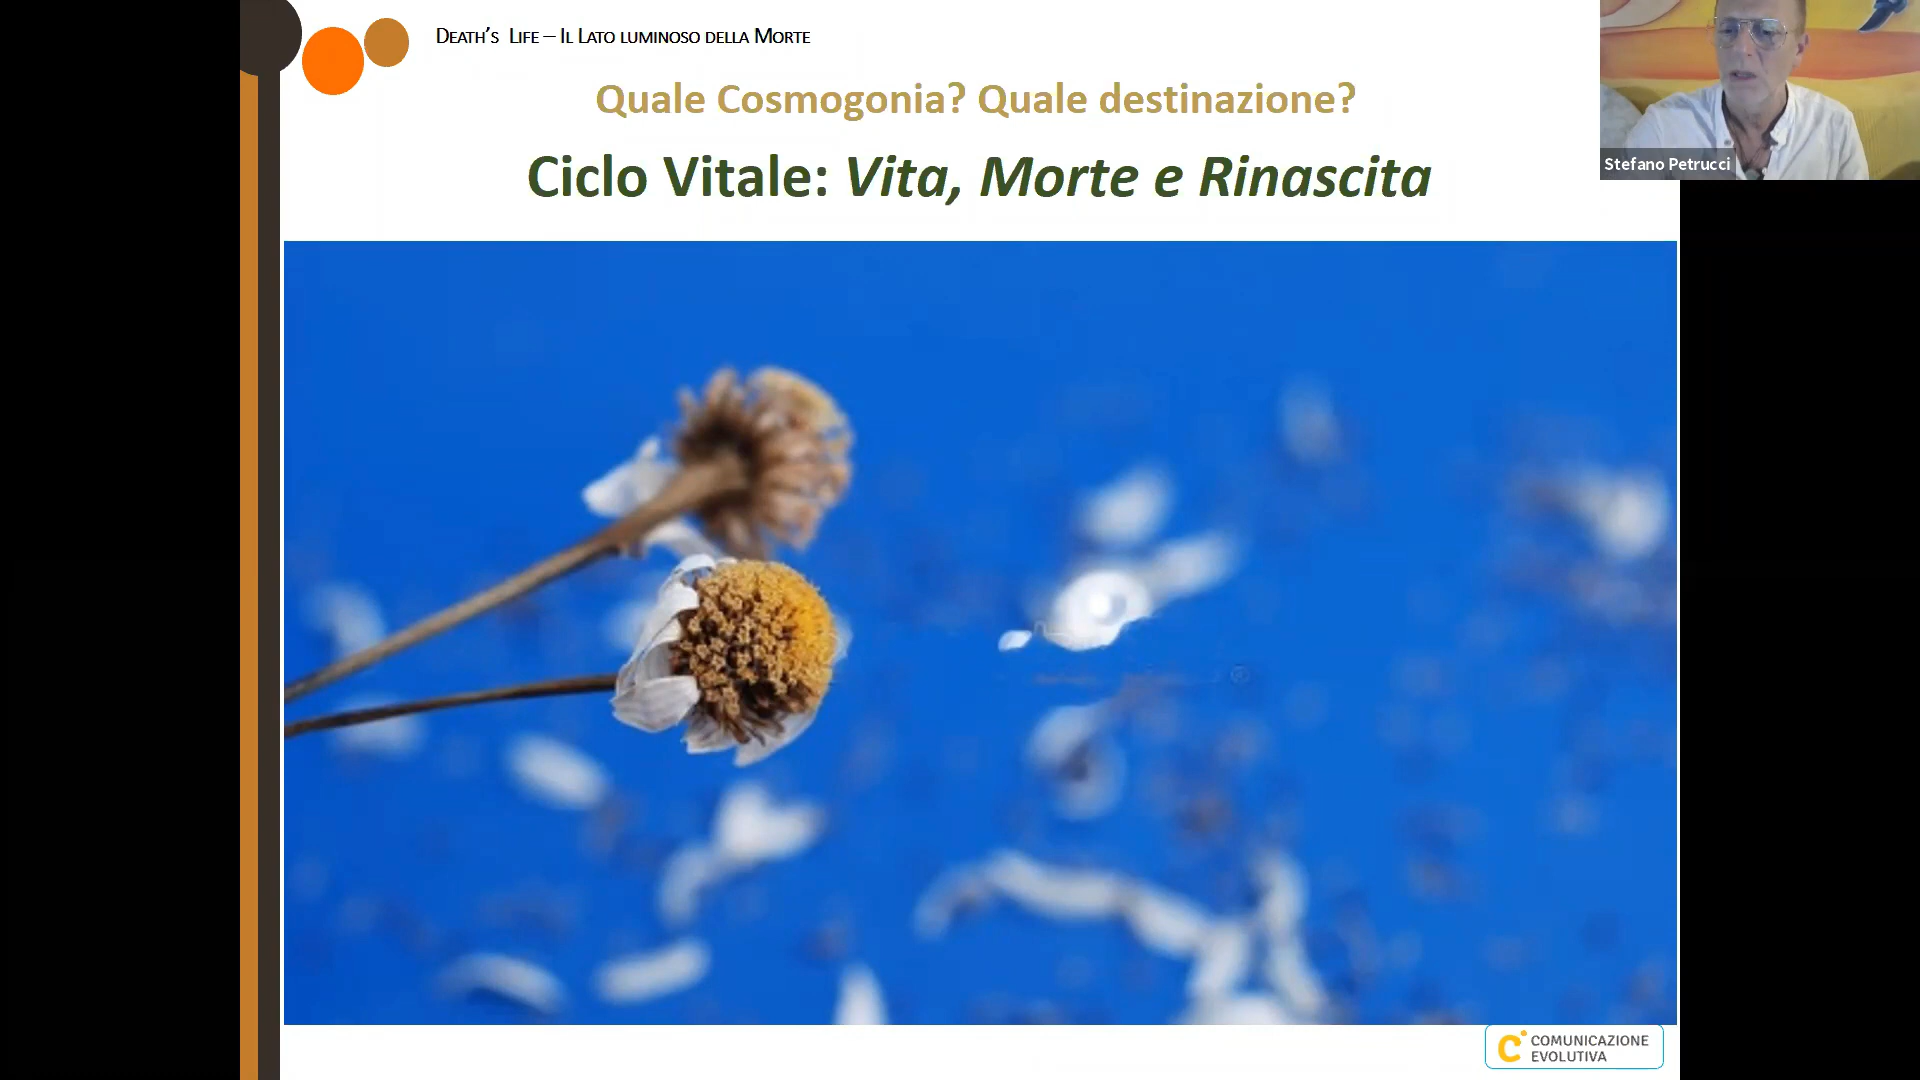 Death's Life – Il Lato luminoso della Morte
Quale Cosmogonia? Quale destinazione?
Ciclo Vitale: Vita, Morte e Rinascita
Stefano Petrucci
COMUNICAZIONE
EVOLUTIVA